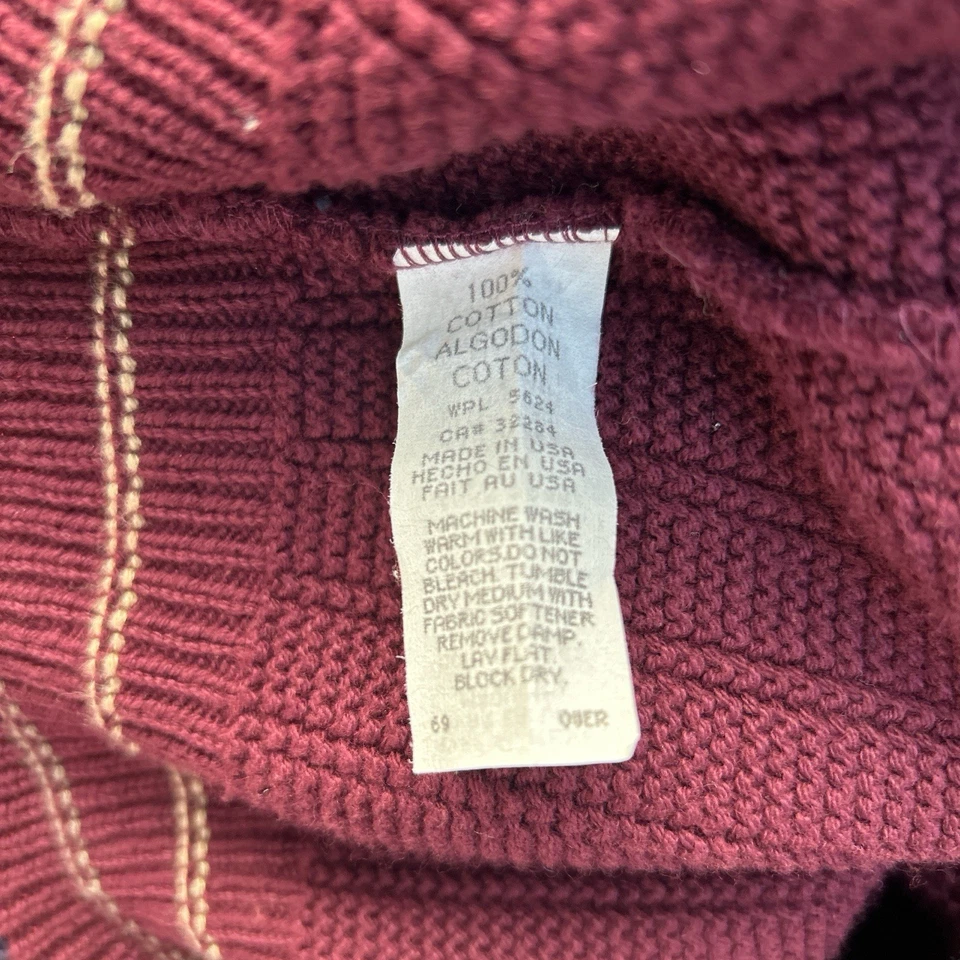 100%
COTTON
ALGODON
COTON
WPL 5624
CA# 32284
MADE IN USA
HECHO EN USA
FAIT AU USA
MACHINE WASH
WARM WITH LIKE
COLORS.DO NOT
BLEACH. TUMBLE
DRY MEDIUM WITH
FABRIC SOFTENER
REMOVE DAMP.
LAY FLAT.
BLOCK DRY.
69 OVER